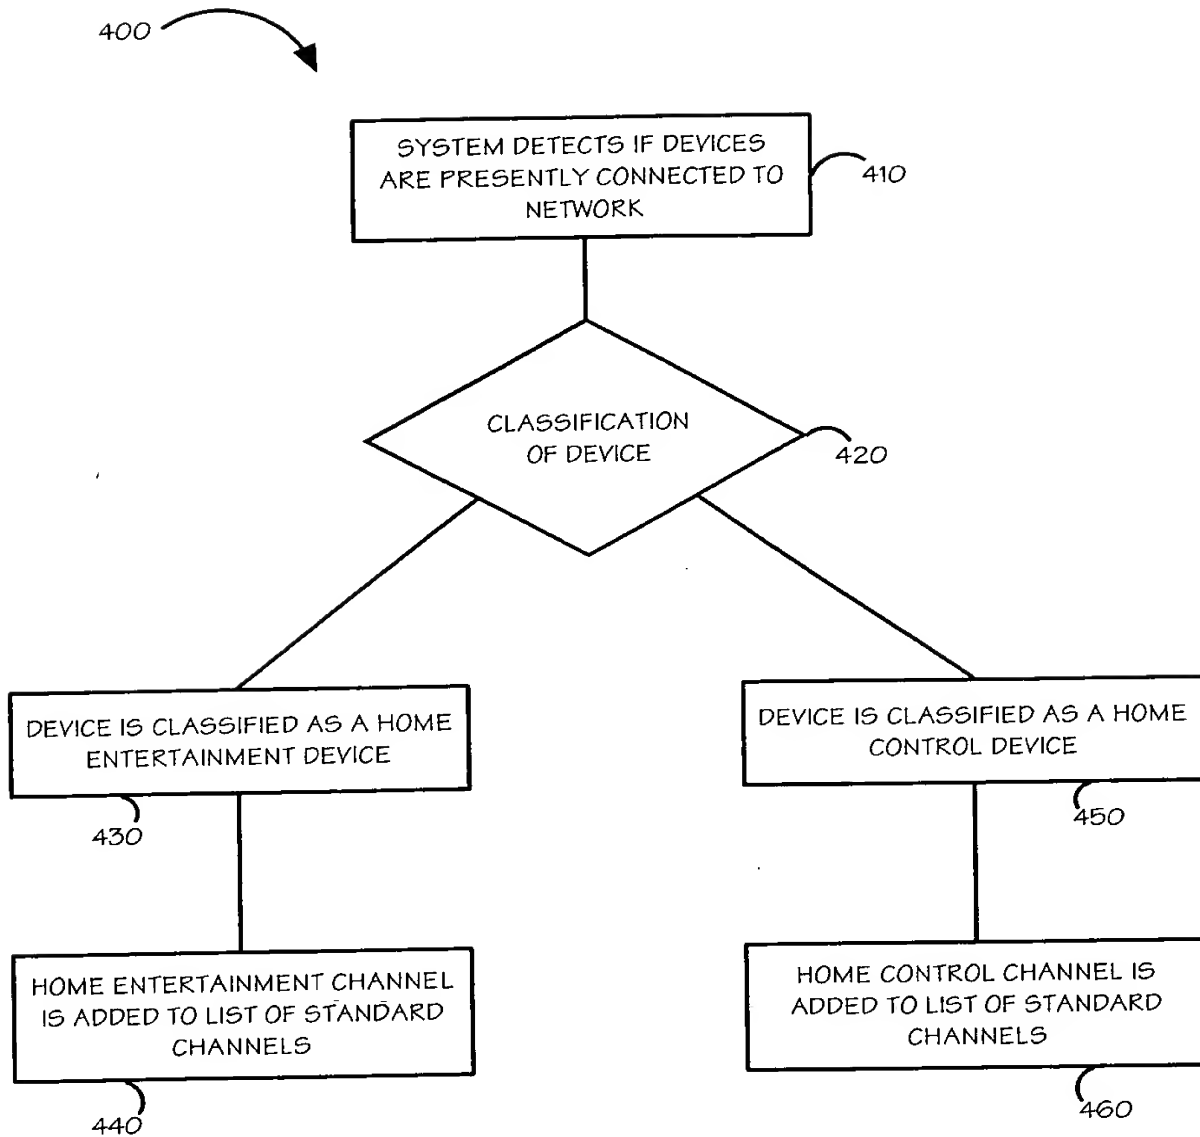 400
SYSTEM DETECTS IF DEVICES
ARE PRESENTLY CONNECTED TO
NETWORK
410
CLASSIFICATION
OF DEVICE
420
DEVICE IS CLASSIFIED AS A HOME
ENTERTAINMENT DEVICE
430
DEVICE IS CLASSIFIED AS A HOME
CONTROL DEVICE
450
HOME ENTERTAINMENT CHANNEL
IS ADDED TO LIST OF STANDARD
CHANNELS
440
HOME CONTROL CHANNEL IS
ADDED TO LIST OF STANDARD
CHANNELS
460